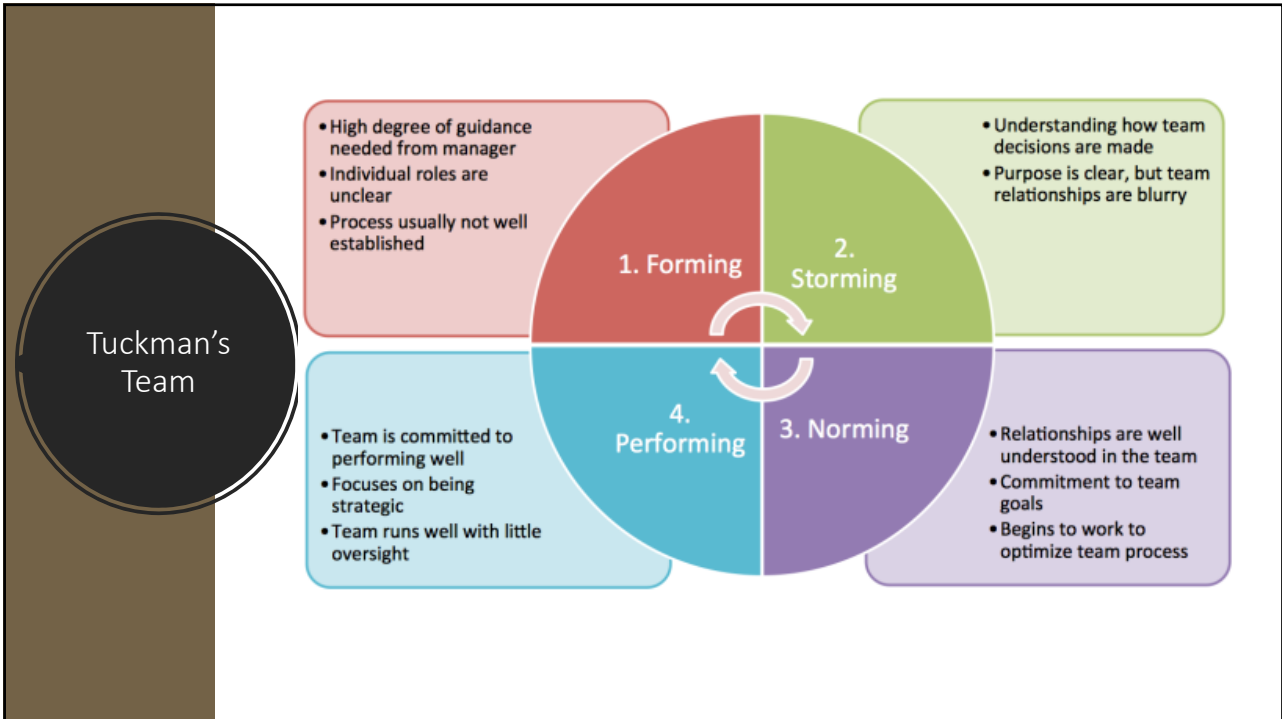 Tuckman’s
Team
• High degree of guidance
needed from manager
• Individual roles are
unclear
• Process usually not well
established
1. Forming
• Understanding how team
decisions are made
• Purpose is clear, but team
relationships are blurry
2.
Storming
• Relationships are well
understood in the team
• Commitment to team
goals
• Begins to work to
optimize team process
3. Norming
• Team is committed to
performing well
• Focuses on being
strategic
• Team runs well with little
oversight
4.
Performing